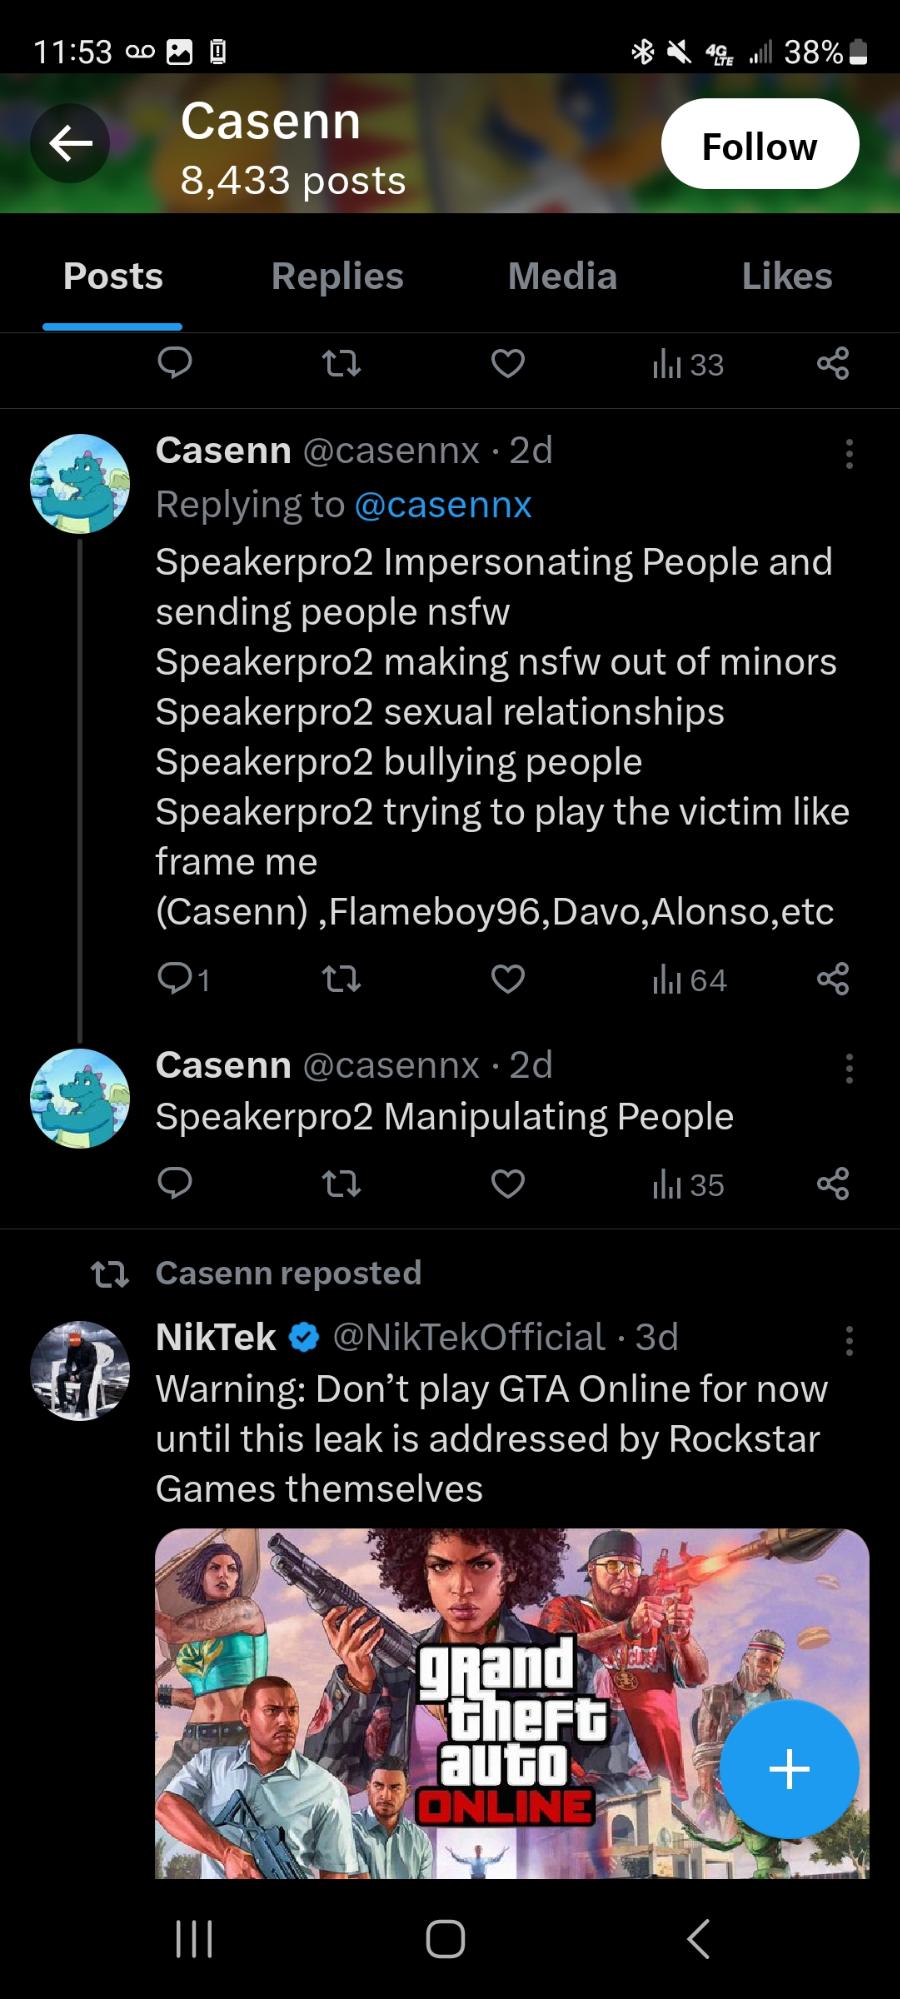 11:53
4G LTE 38%
Casenn
8,433 posts
Follow
Posts Replies Media Likes
33
Casenn @casennx · 2d
Replying to @casennx
Speakerpro2 Impersonating People and
sending people nsfw
Speakerpro2 making nsfw out of minors
Speakerpro2 sexual relationships
Speakerpro2 bullying people
Speakerpro2 trying to play the victim like
frame me
(Casenn) ,Flameboy96,Davo,Alonso,etc
1 64
Casenn @casennx · 2d
Speakerpro2 Manipulating People
35
Casenn reposted
NikTek @NikTekOfficial · 3d
Warning: Don’t play GTA Online for now
until this leak is addressed by Rockstar
Games themselves
grand
theft
auto
ONLINE